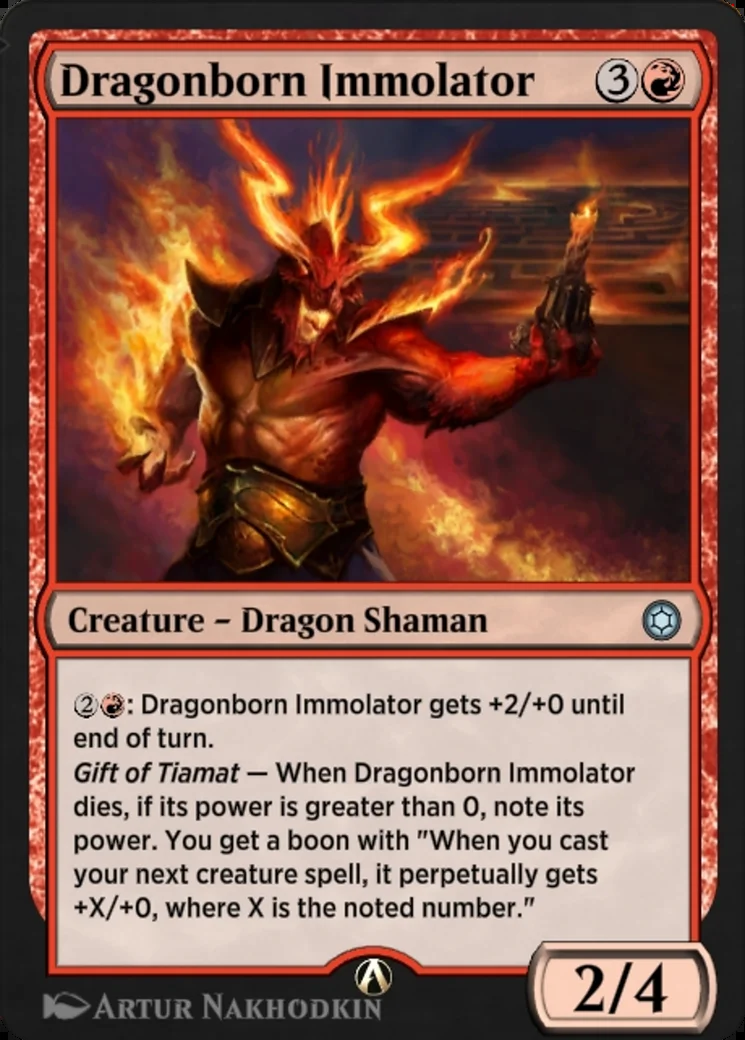 Dragonborn Immolator 3
Creature – Dragon Shaman
2: Dragonborn Immolator gets +2/+0 until
end of turn.
Gift of Tiamat — When Dragonborn Immolator
dies, if its power is greater than 0, note its
power. You get a boon with "When you cast
your next creature spell, it perpetually gets
+X/+0, where X is the noted number."
2/4
Artur Nakhodkin